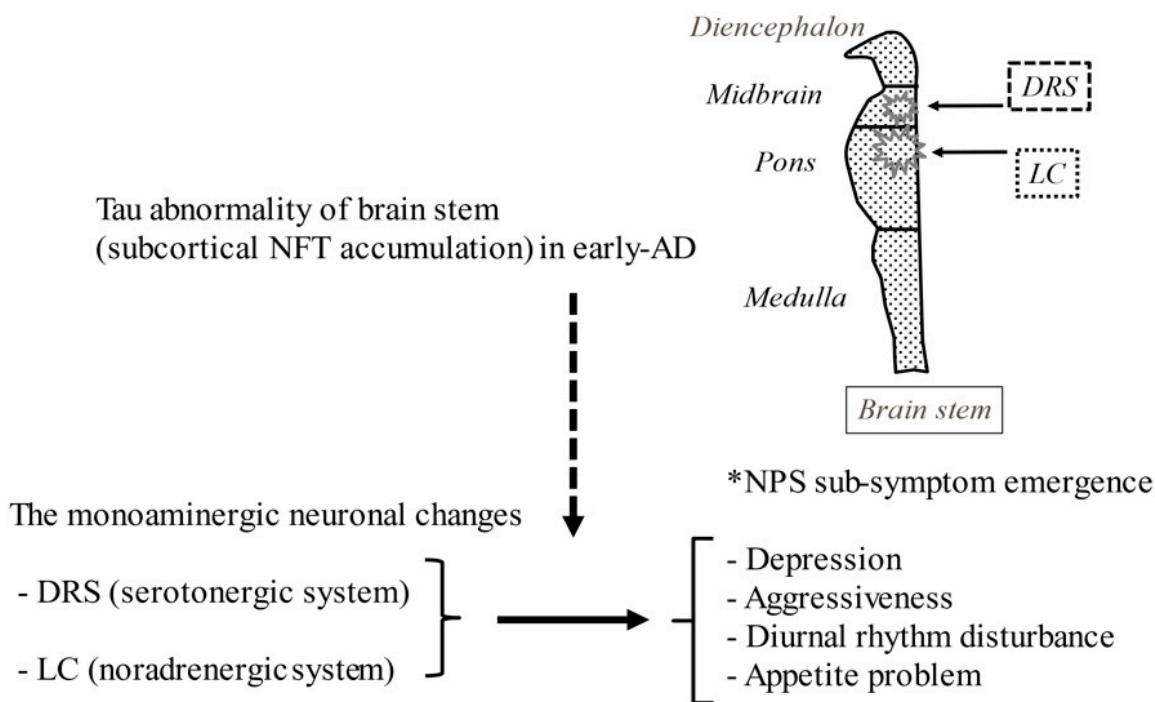 Diencephalon
Midbrain
DRS
Pons
LC
Tau abnormality of brain stem
(subcortical NFT accumulation) in early-AD
Medulla
Brain stem
*NPS sub-symptom emergence
The monoaminergic neuronal changes
- DRS (serotonergic system)
- LC (noradrenergic system)
- Depression
- Aggressiveness
- Diurnal rhythm disturbance
- Appetite problem